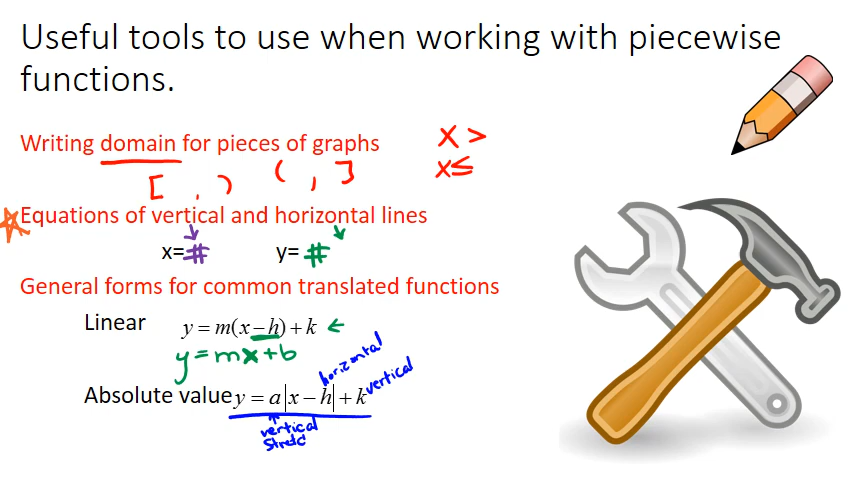 Useful tools to use when working with piecewise
functions.
Writing domain for pieces of graphs
x >
[ , ) ( , ]
x ≤
Equations of vertical and horizontal lines
x=# y= #
General forms for common translated functions
Linear y = m(x − h) + k ←
y = mx + b
horizontal
vertical
Absolute value y = a|x − h| + k
vertical